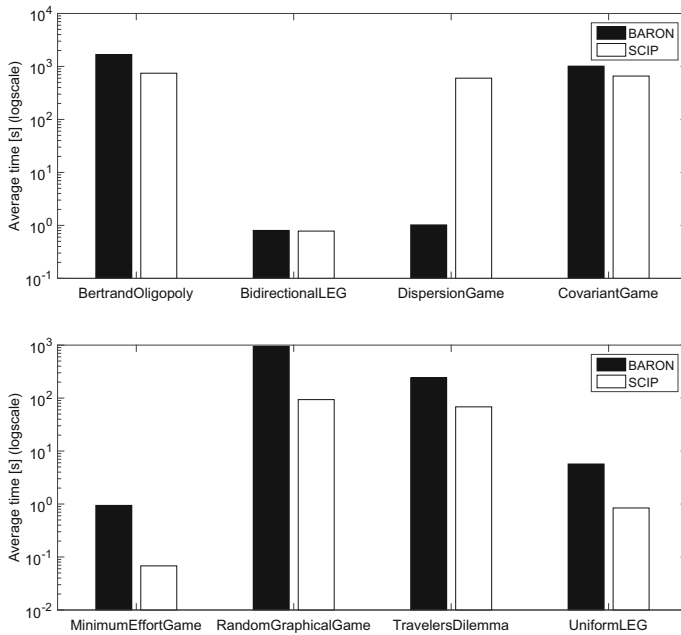 10^4
10^3
10^2
10^1
10^0
10^-1
Average time [s] (logscale)
BARON
SCIP
BertrandOligopoly
BidirectionalLEG
DispersionGame
CovariantGame
10^3
10^2
10^1
10^0
10^-1
10^-2
Average time [s] (logscale)
BARON
SCIP
MinimumEffortGame
RandomGraphicalGame
TravelersDilemma
UniformLEG